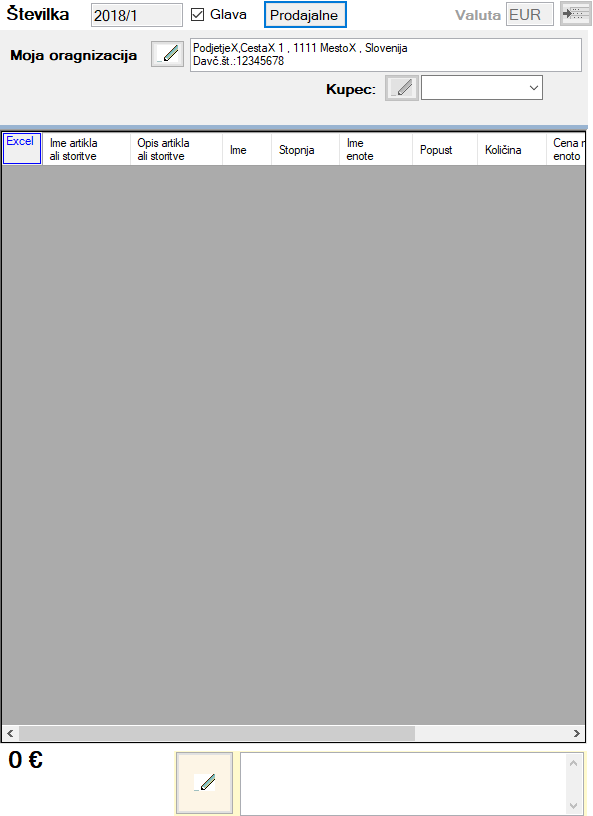 Številka 2018/1 Glava Prodajalne Valuta EUR
Moja oragnizacija PodjetjeX,CestaX 1 , 1111 MestoX , Slovenija
Davč.št.:12345678
Kupec:
Excel
Ime artikla
ali storitve
Opis artikla
ali storitve
Ime
Stopnja
Ime
enote
Popust
Količina
Cena n
enoto
0 €